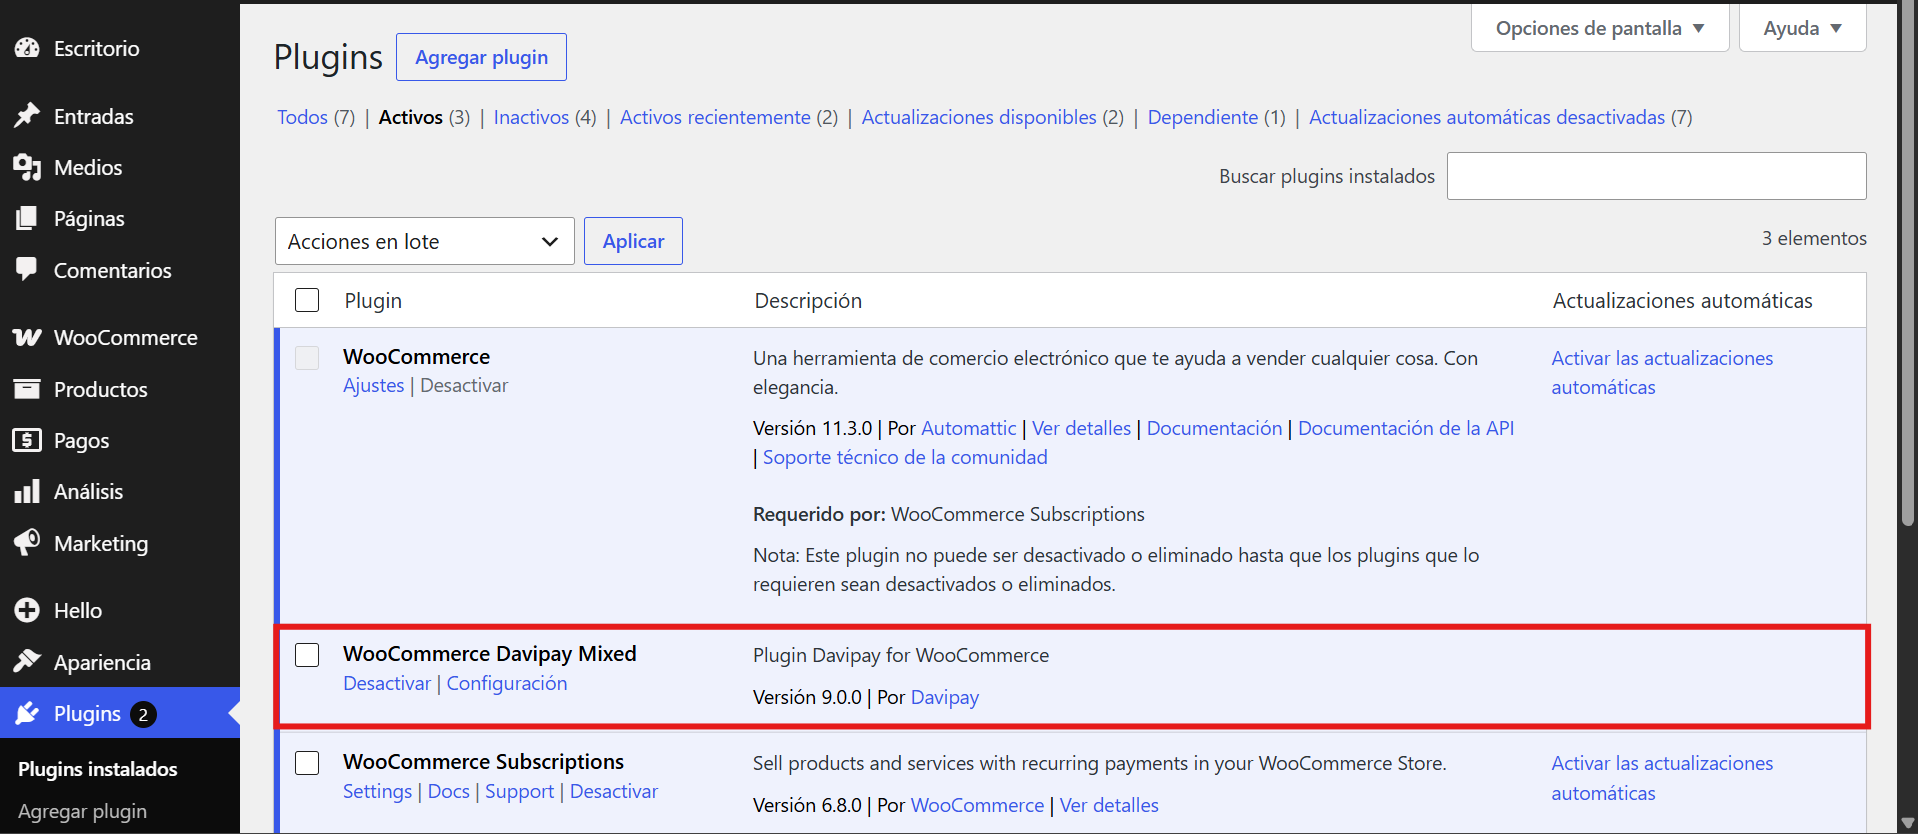 Escritorio
Entradas
Medios
Páginas
Comentarios
WooCommerce
Productos
Pagos
Análisis
Marketing
Hello
Apariencia
Plugins 2
Plugins instalados
Agregar plugin
Opciones de pantalla
Ayuda
Plugins
Agregar plugin
Todos (7) | Activos (3) | Inactivos (4) | Activos recientemente (2) | Actualizaciones disponibles (2) | Dependiente (1) | Actualizaciones automáticas desactivadas (7)
Buscar plugins instalados
Acciones en lote
Aplicar
3 elementos
Plugin
Descripción
Actualizaciones automáticas
WooCommerce
Ajustes | Desactivar
Una herramienta de comercio electrónico que te ayuda a vender cualquier cosa. Con
elegancia.
Versión 11.3.0 | Por Automattic | Ver detalles | Documentación | Documentación de la API
| Soporte técnico de la comunidad
Requerido por: WooCommerce Subscriptions
Nota: Este plugin no puede ser desactivado o eliminado hasta que los plugins que lo
requieren sean desactivados o eliminados.
Activar las actualizaciones
automáticas
WooCommerce Davipay Mixed
Desactivar | Configuración
Plugin Davipay for WooCommerce
Versión 9.0.0 | Por Davipay
WooCommerce Subscriptions
Settings | Docs | Support | Desactivar
Sell products and services with recurring payments in your WooCommerce Store.
Versión 6.8.0 | Por WooCommerce | Ver detalles
Activar las actualizaciones
automáticas